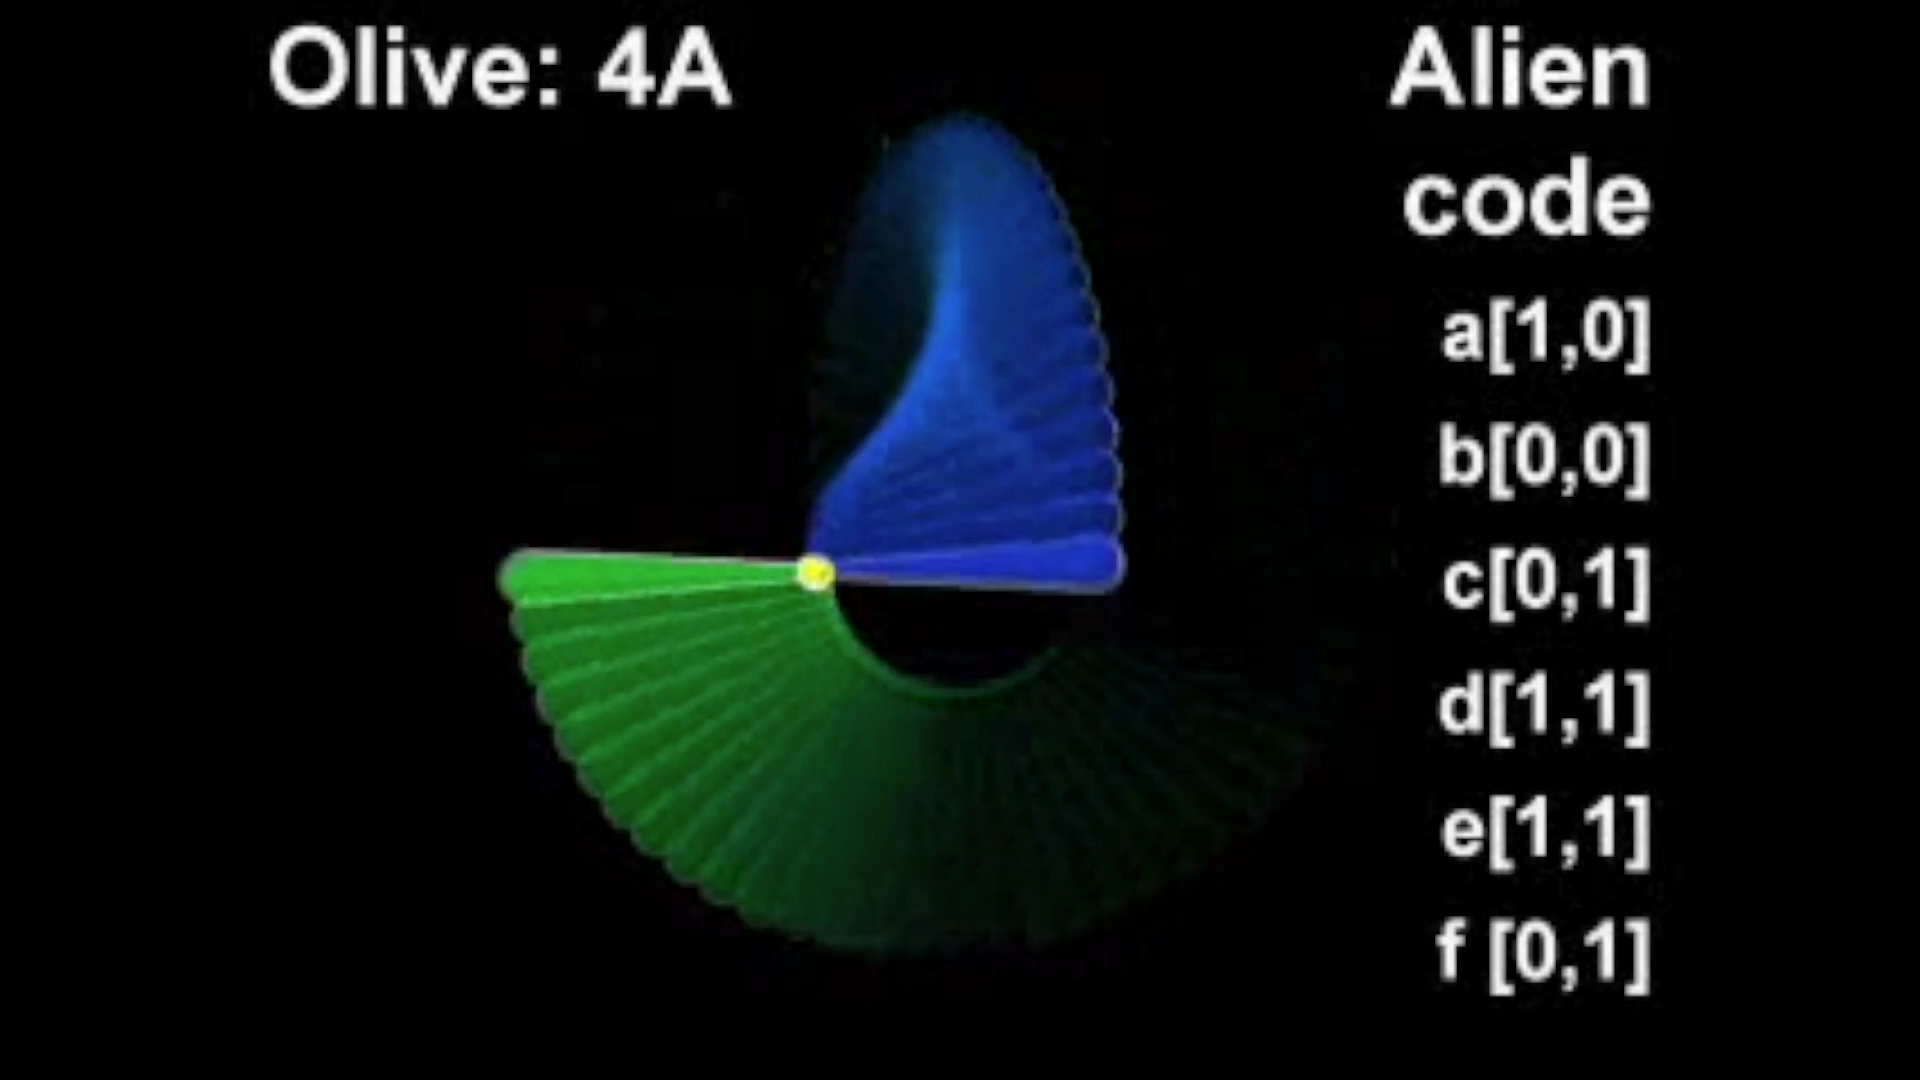 Olive: 4A
Alien
code
a[1,0]
b[0,0]
c[0,1]
d[1,1]
e[1,1]
f [0,1]